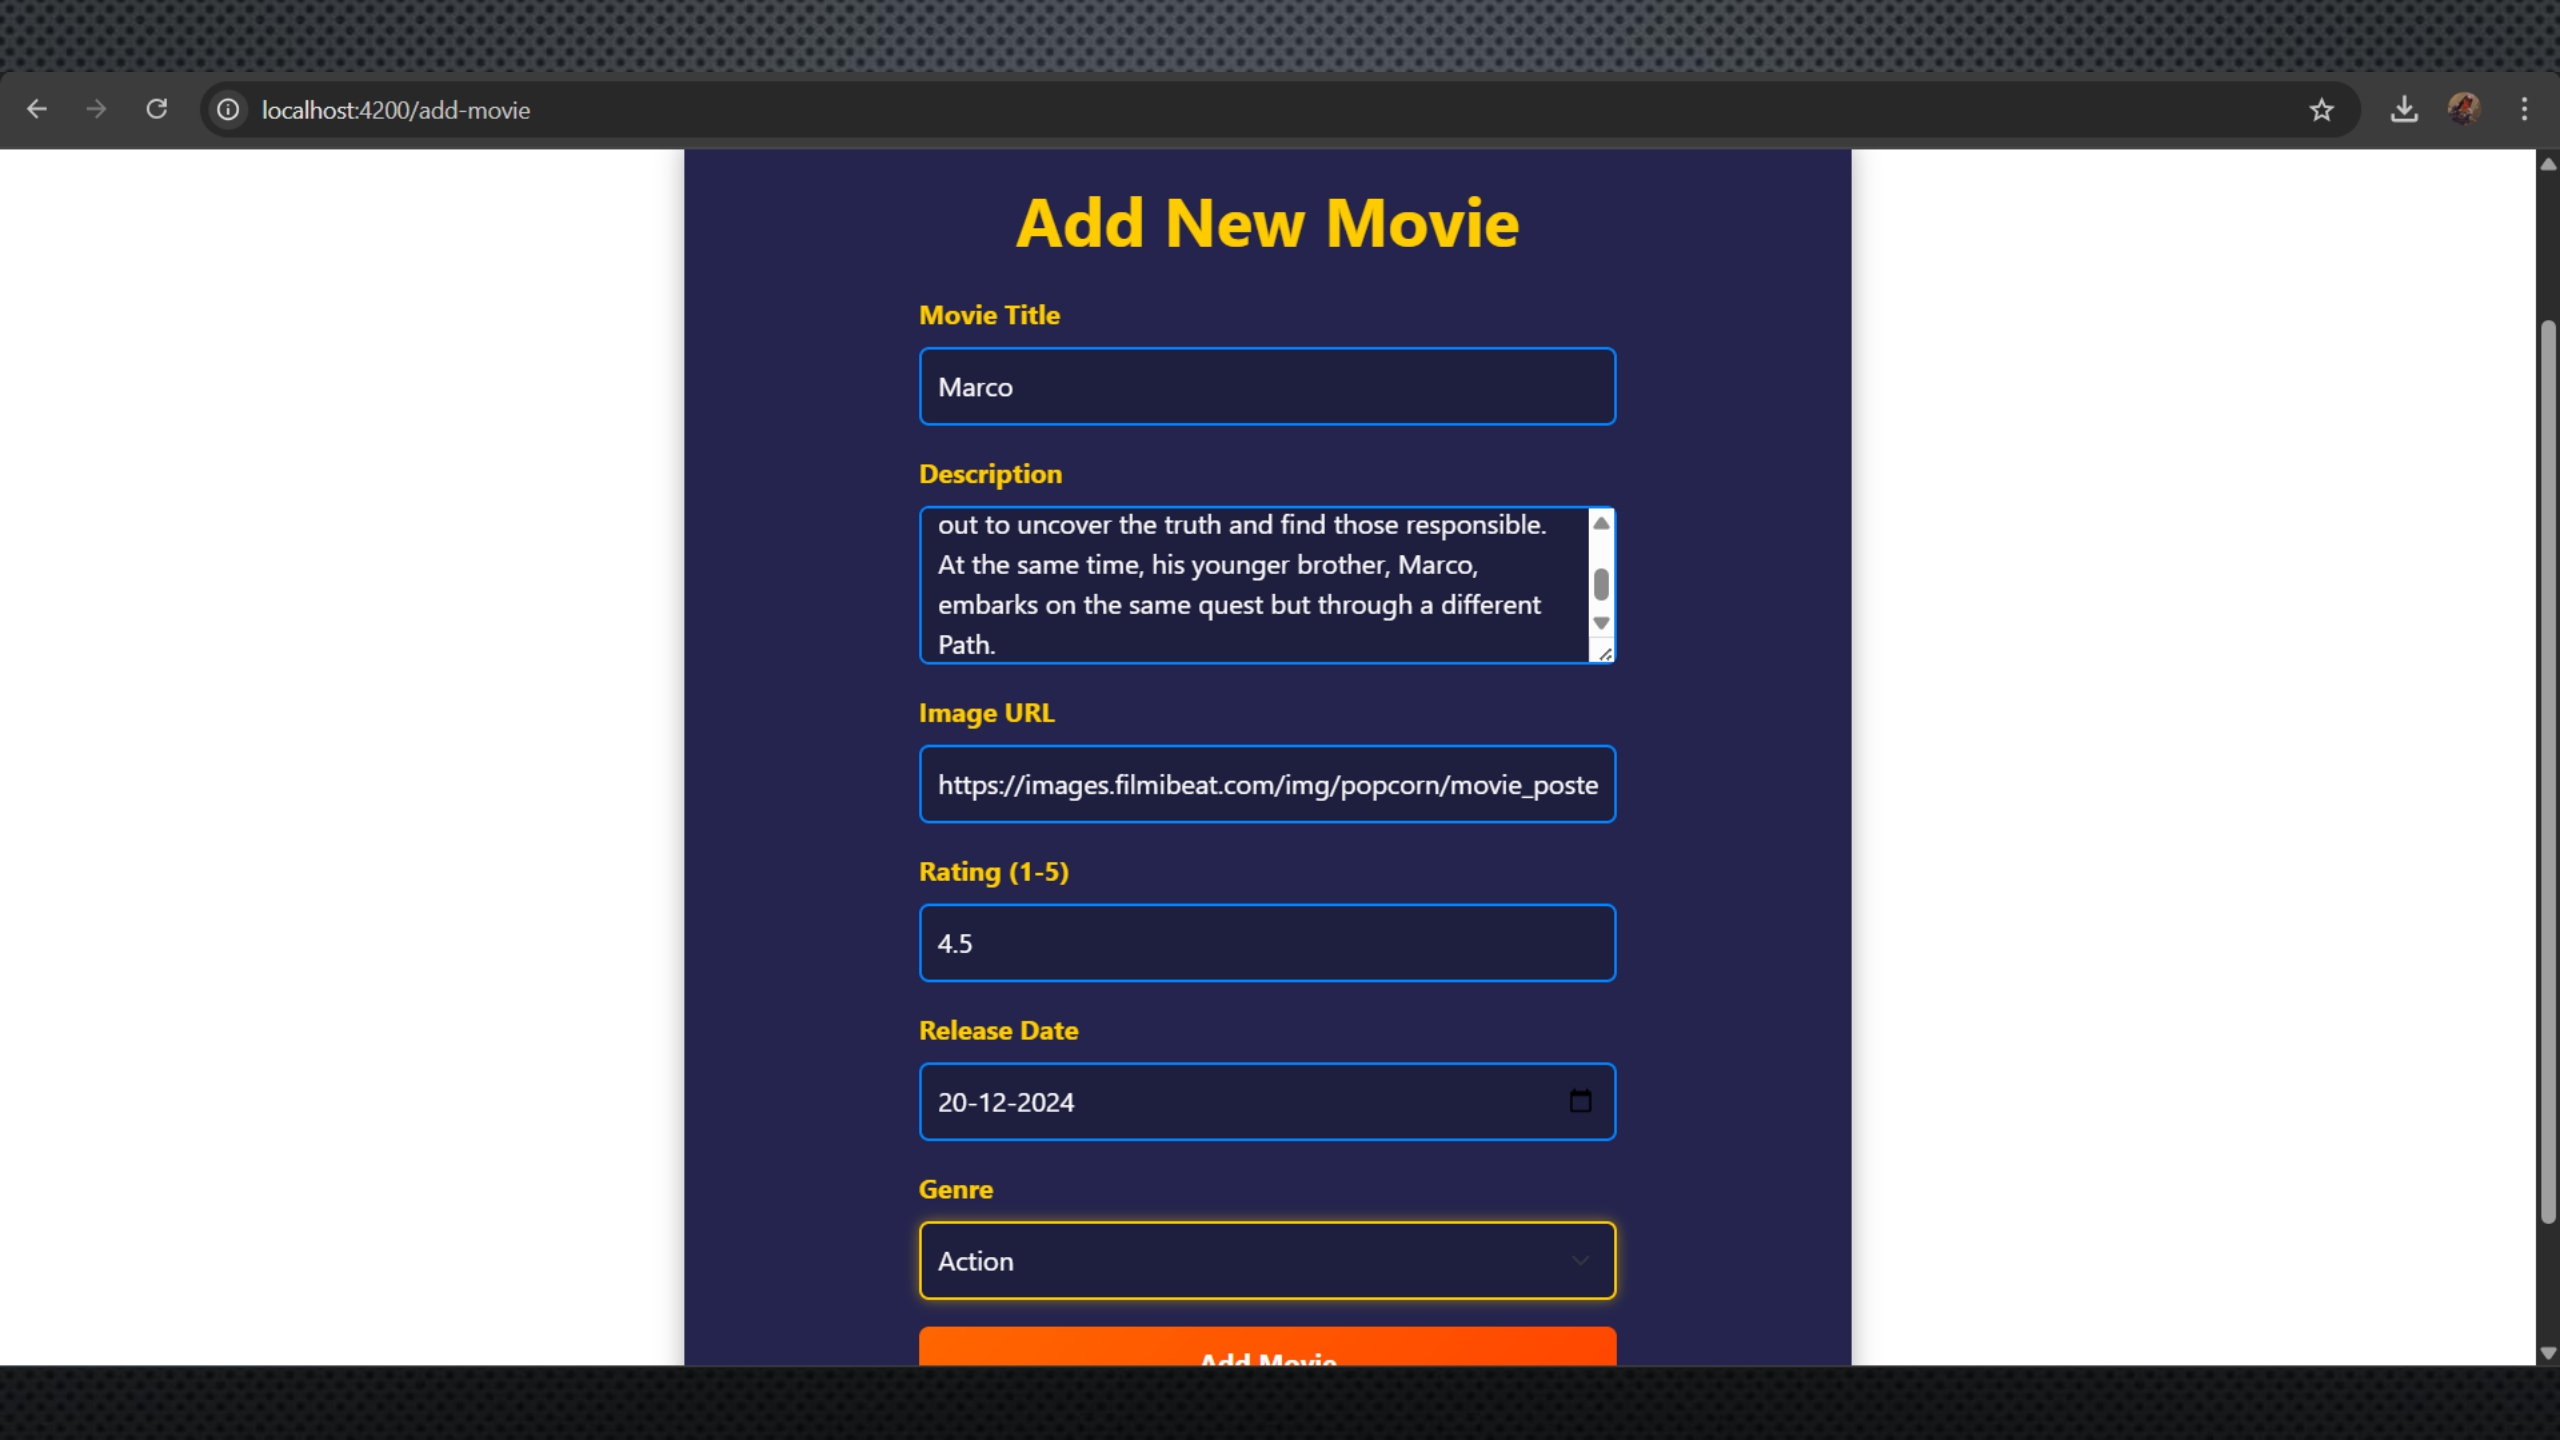 localhost:4200/add-movie
Add New Movie
Movie Title
Marco
Description
out to uncover the truth and find those responsible.
At the same time, his younger brother, Marco,
embarks on the same quest but through a different
Path.
Image URL
https://images.filmibeat.com/img/popcorn/movie_poste
Rating (1-5)
4.5
Release Date
20-12-2024
Genre
Action
Add Movie